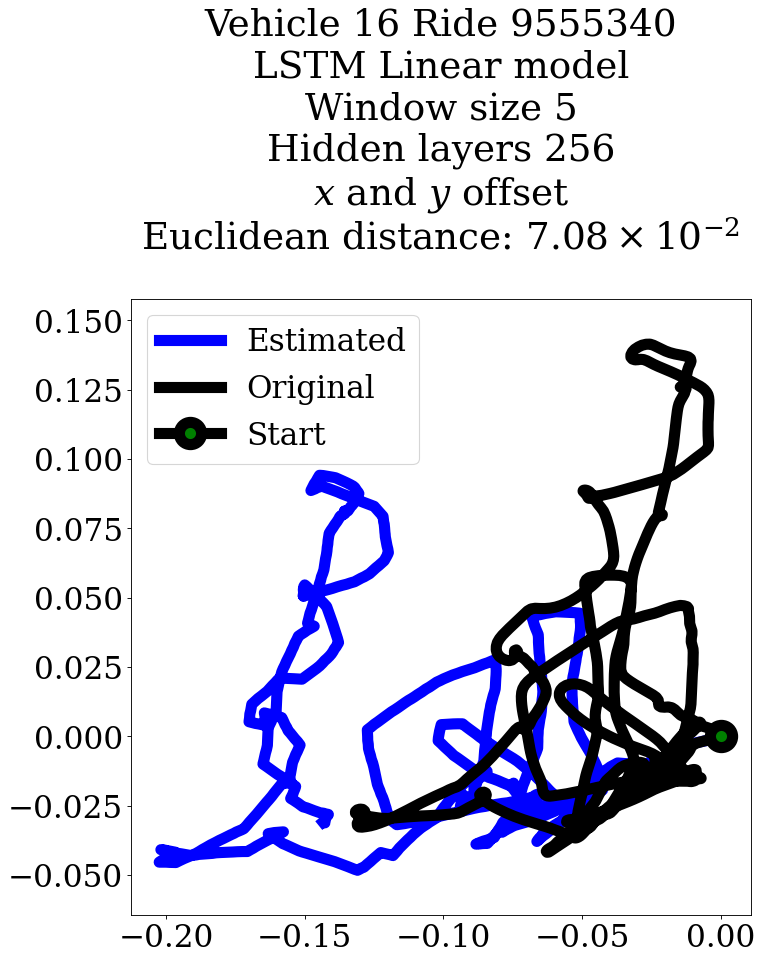 Vehicle 16 Ride 9555340
LSTM Linear model
Window size 5
Hidden layers 256
x and y offset
Euclidean distance: 7.08 × 10⁻²
Estimated
Original
Start
0.150
0.125
0.100
0.075
0.050
0.025
0.000
−0.025
−0.050
−0.20 −0.15 −0.10 −0.05 0.00